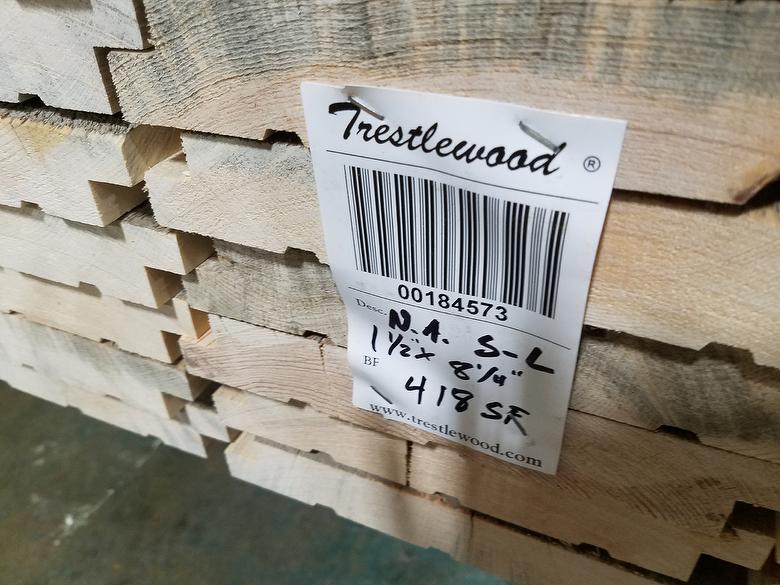 Trestlewood ®
00184573
Desc. N.A. S-L
1 1/2" x 8 1/4"
BF 418 SF
www.trestlewood.com